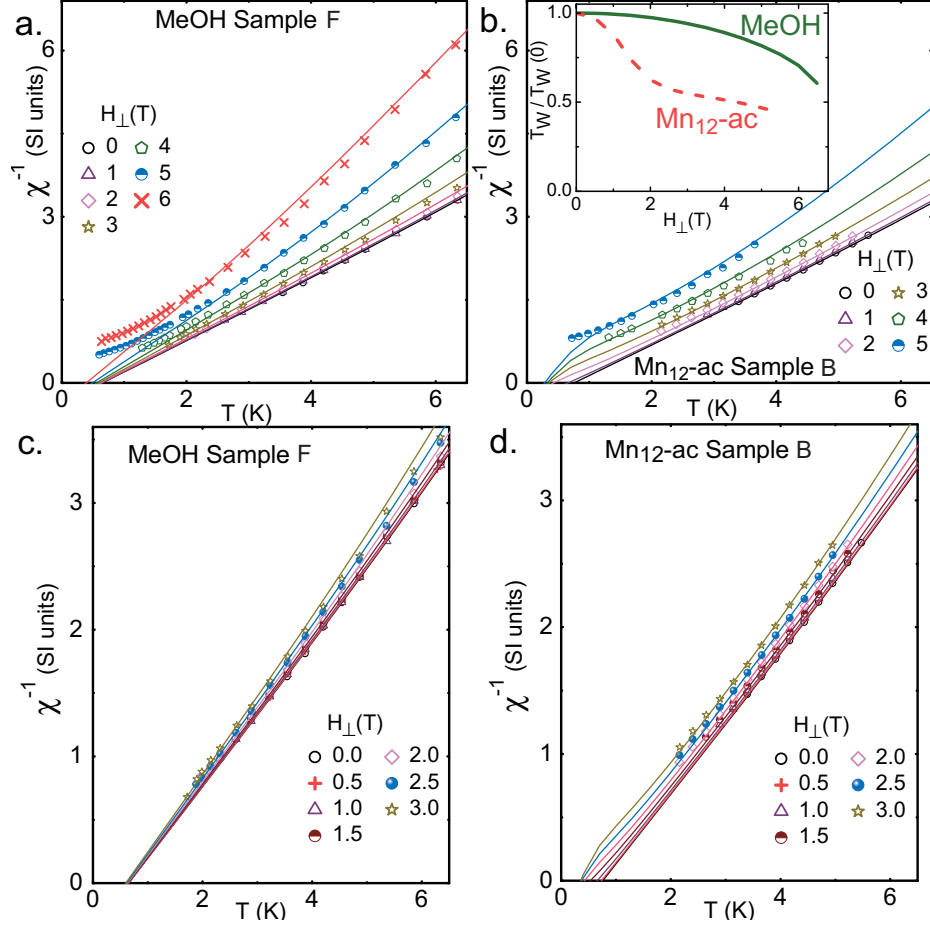 a.
MeOH Sample F
H⊥(T)
0
1
2
3
4
5
6
χ⁻¹ (SI units)
0
3
6
0 2 4 6
T (K)
b.
MeOH
Mn₁₂-ac
T_W / T_W (0)
0.0
0.5
1.0
0 2 4 6
H⊥(T)
χ⁻¹ (SI units)
0
3
6
H⊥(T)
0
1
2
3
4
5
Mn₁₂-ac Sample B
0 2 4 6
T (K)
c.
MeOH Sample F
χ⁻¹ (SI units)
0
1
2
3
H⊥(T)
0.0
0.5
1.0
1.5
2.0
2.5
3.0
0 2 4 6
T (K)
d.
Mn₁₂-ac Sample B
χ⁻¹ (SI units)
0
1
2
3
H⊥(T)
0.0
0.5
1.0
1.5
2.0
2.5
3.0
0 2 4 6
T (K)